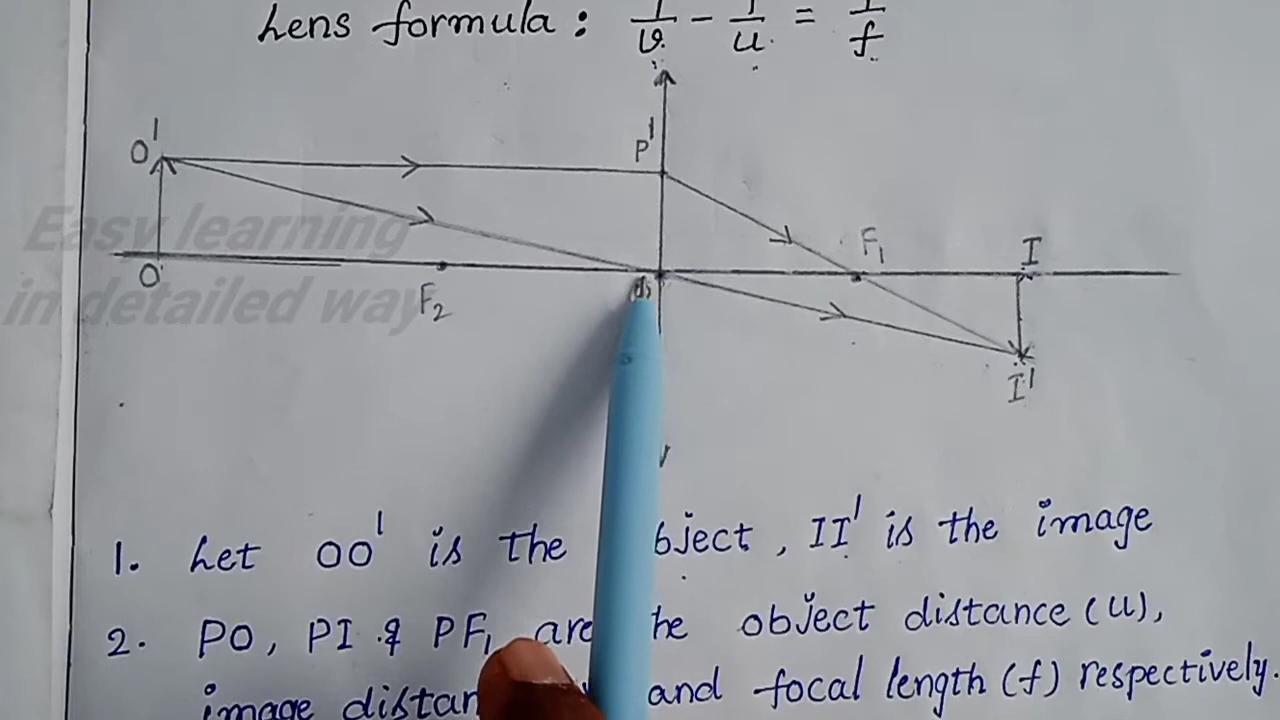 Lens formula : 1/v - 1/u = 1/f
O' P'
F₁ I
Easy learning
O
in detailed way
F₂
I'
1. Let OO' is the object, II' is the image
2. PO, PI & PF₁ are the object distance (u),
image and focal length (f) respectively.